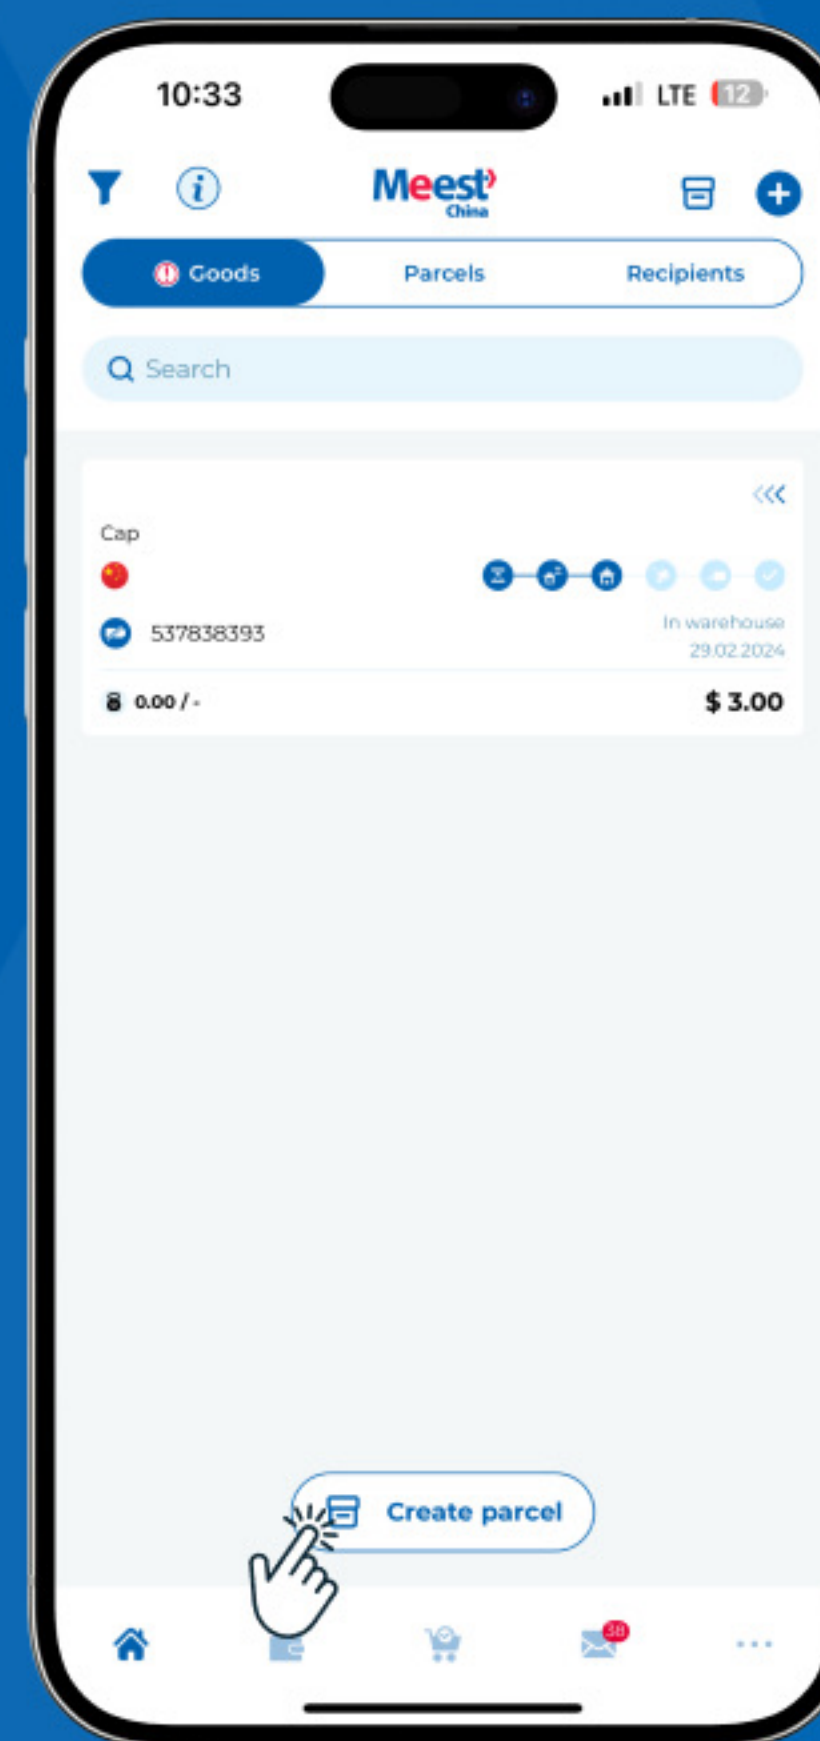 10:33
LTE 12
Meest
China
Goods
Parcels
Recipients
Search
Cap
537838393
In warehouse
29.02.2024
0.00 / -
$ 3.00
Create parcel
38